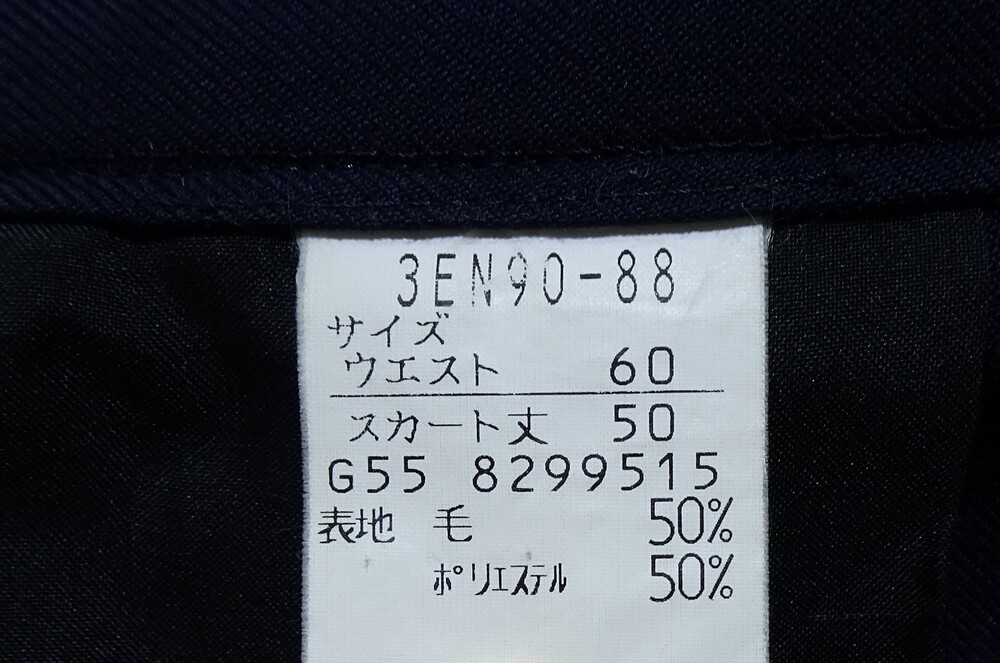 3EN90-88
サイズ
ウエスト 60
スカート丈 50
G55 8299515
表地 毛 50%
ポリエステル 50%